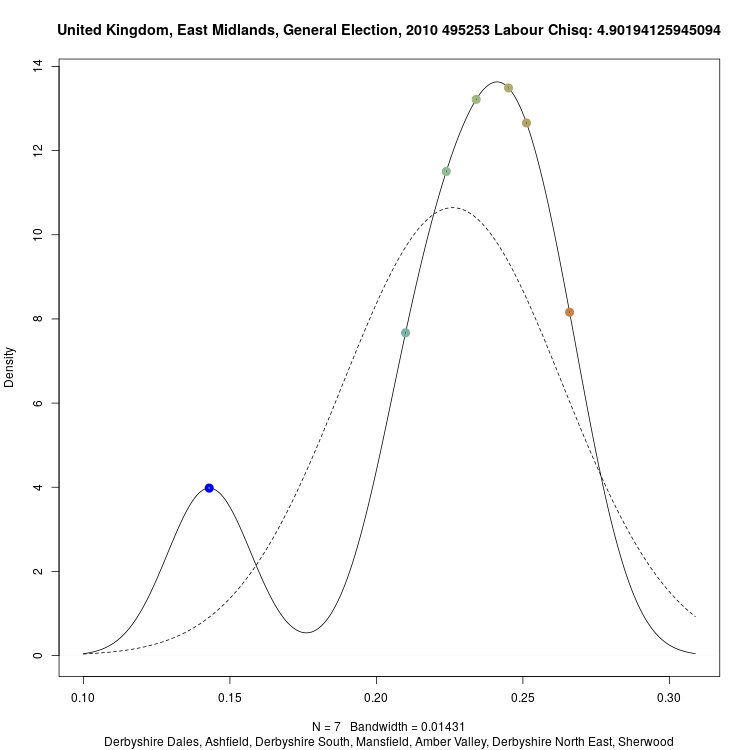 United Kingdom, East Midlands, General Election, 2010 495253 Labour Chisq: 4.90194125945094
14
12
10
8
6
4
2
0
Density
0.10 0.15 0.20 0.25 0.30
N = 7 Bandwidth = 0.01431
Derbyshire Dales, Ashfield, Derbyshire South, Mansfield, Amber Valley, Derbyshire North East, Sherwood